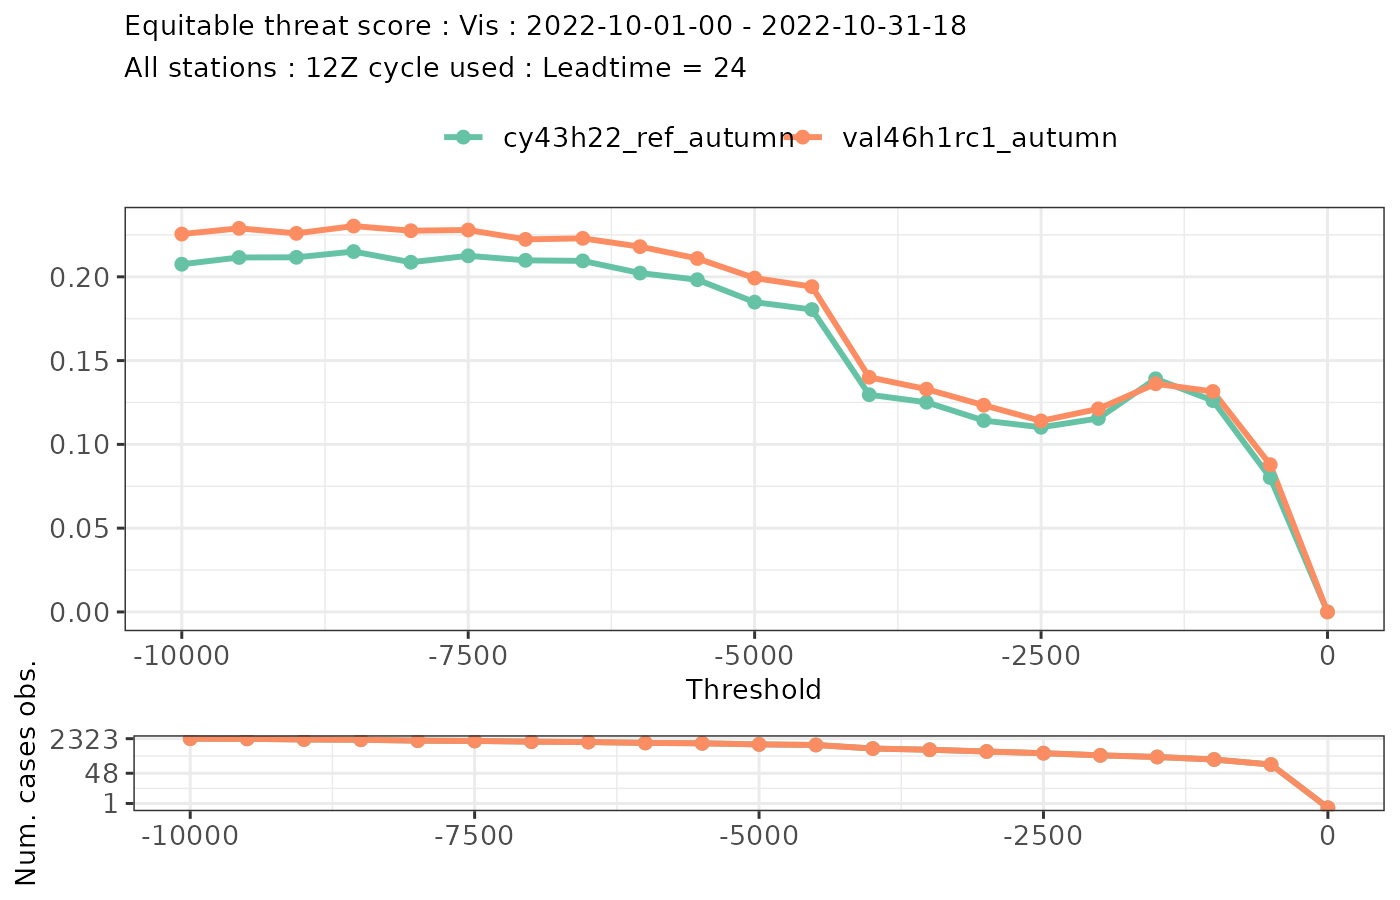 Equitable threat score : Vis : 2022-10-01-00 - 2022-10-31-18
All stations : 12Z cycle used : Leadtime = 24
cy43h22_ref_autumn val46h1rc1_autumn
0.20
0.15
0.10
0.05
0.00
-10000 -7500 -5000 -2500 0
Threshold
Num. cases obs.
2323
48
1
-10000 -7500 -5000 -2500 0